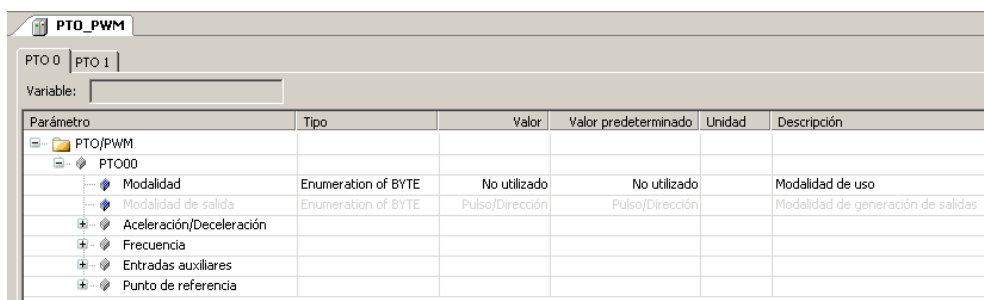 PTO_PWM
PTO 0 PTO 1
Variable:
Parámetro Tipo Valor Valor predeterminado Unidad Descripción
PTO/PWM
PTO00
Modalidad Enumeration of BYTE No utilizado No utilizado Modalidad de uso
Modalidad de salida Enumeration of BYTE Pulso/Dirección Pulso/Dirección Modalidad de generación de salidas
Aceleración/Deceleración
Frecuencia
Entradas auxiliares
Punto de referencia